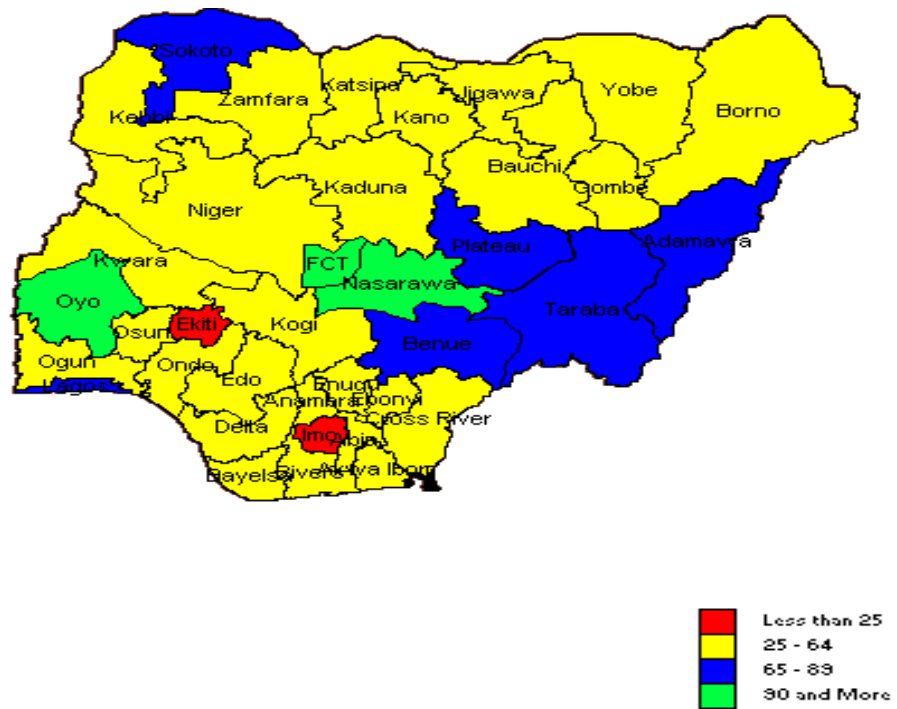 Sokoto
Katsina
Zamfara
Jigawa
Yobe
Borno
Kebbi
Kano
Bauchi
Gombe
Kaduna
Niger
Plateau
Adamawa
Kwara
FCT
Nasarawa
Oyo
Taraba
Osun
Ekiti
Kogi
Benue
Ogun
Ondo
Edo
Lagos
Enugu
Anambra
Ebonyi
Cross River
Delta
Imo
Abia
Bayelsa
Rivers
Akwa Ibom
Less than 25
25 - 64
65 - 89
90 and More